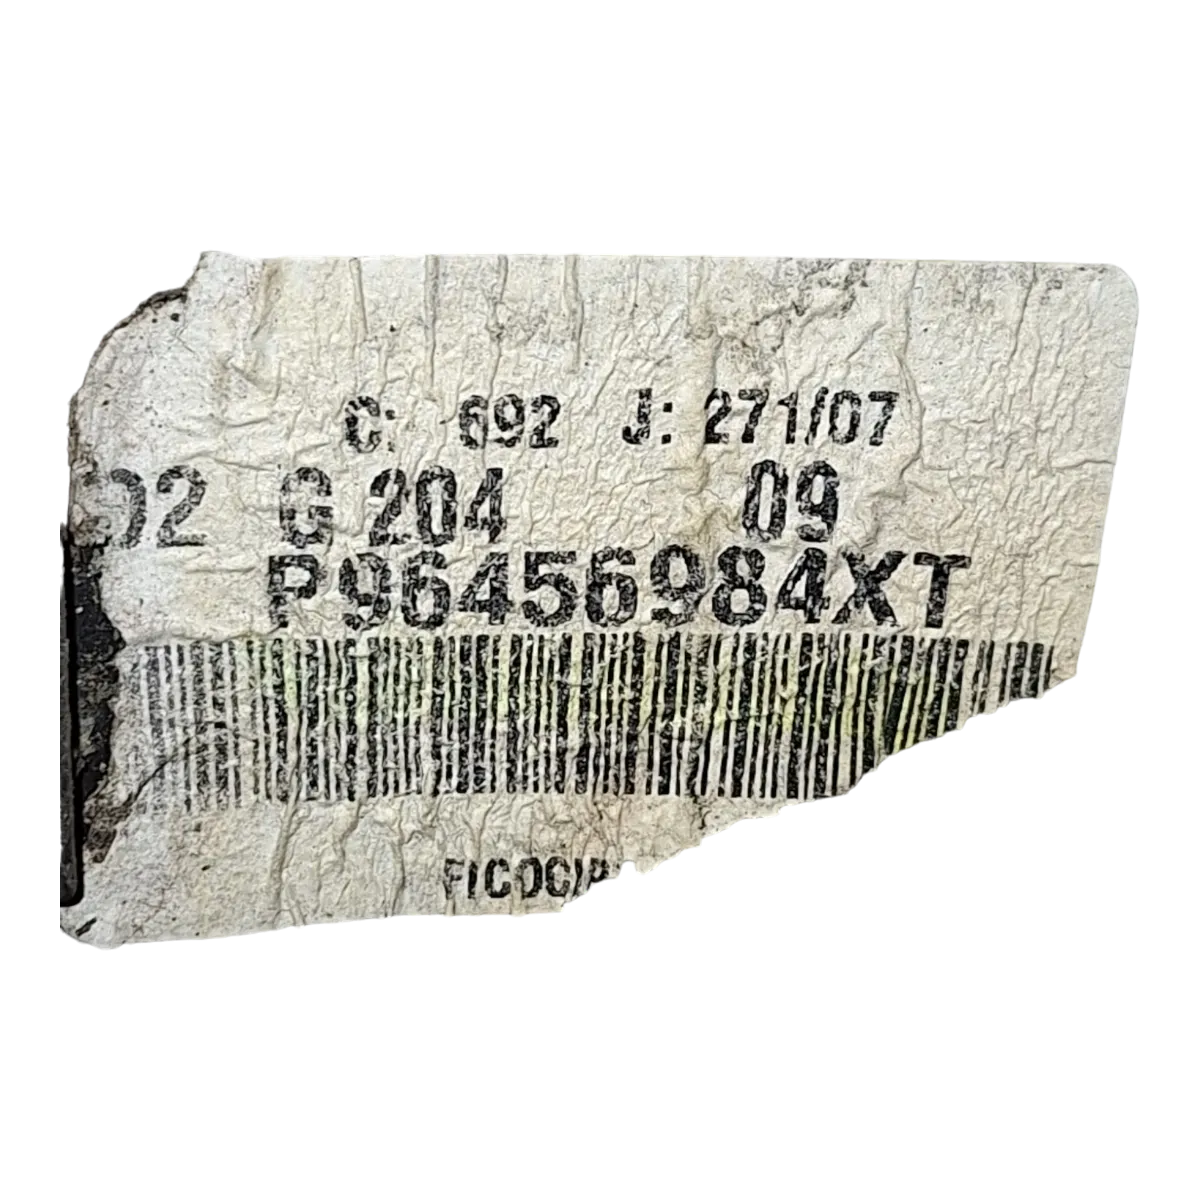 C: 692 J: 271/07
02 G 204 09
P96456984XT
FICOCIP